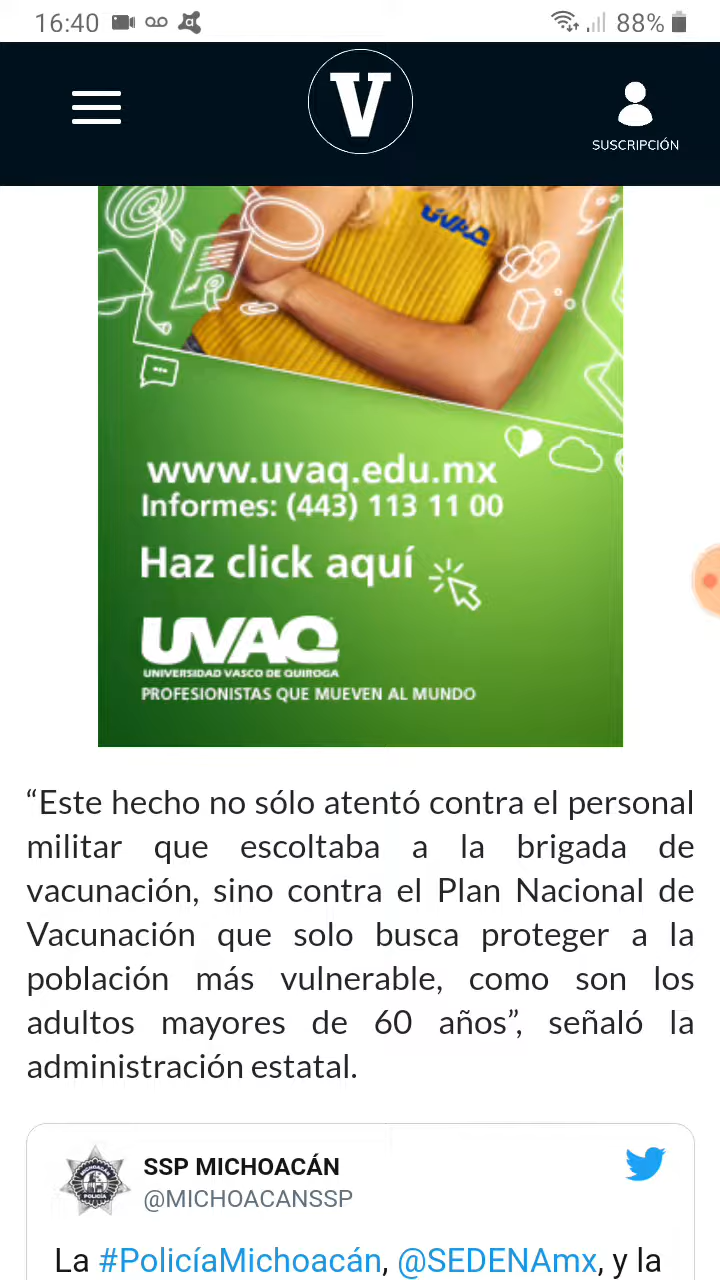 16:40
88%
V
SUSCRIPCIÓN
UVAQ
www.uvaq.edu.mx
Informes: (443) 113 11 00
Haz click aquí
UVAQ
UNIVERSIDAD VASCO DE QUIROGA
PROFESIONISTAS QUE MUEVEN AL MUNDO
“Este hecho no sólo atentó contra el personal
militar que escoltaba a la brigada de
vacunación, sino contra el Plan Nacional de
Vacunación que solo busca proteger a la
población más vulnerable, como son los
adultos mayores de 60 años”, señaló la
administración estatal.
SSP MICHOACÁN
@MICHOACANSSP
La #PolicíaMichoacán, @SEDENAmx, y la